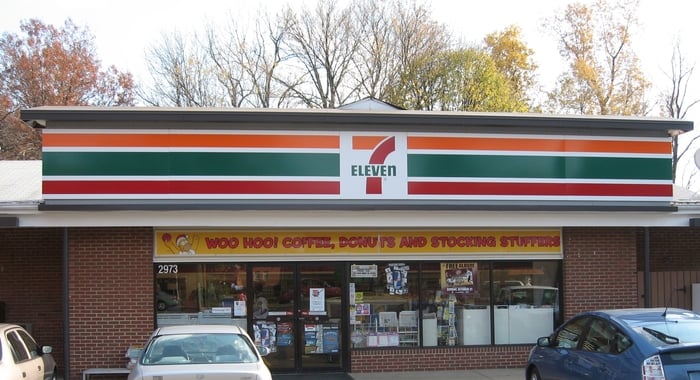 7
ELEVEN
WOO HOO! COFFEE, DONUTS AND STOCKING STUFFERS
2973